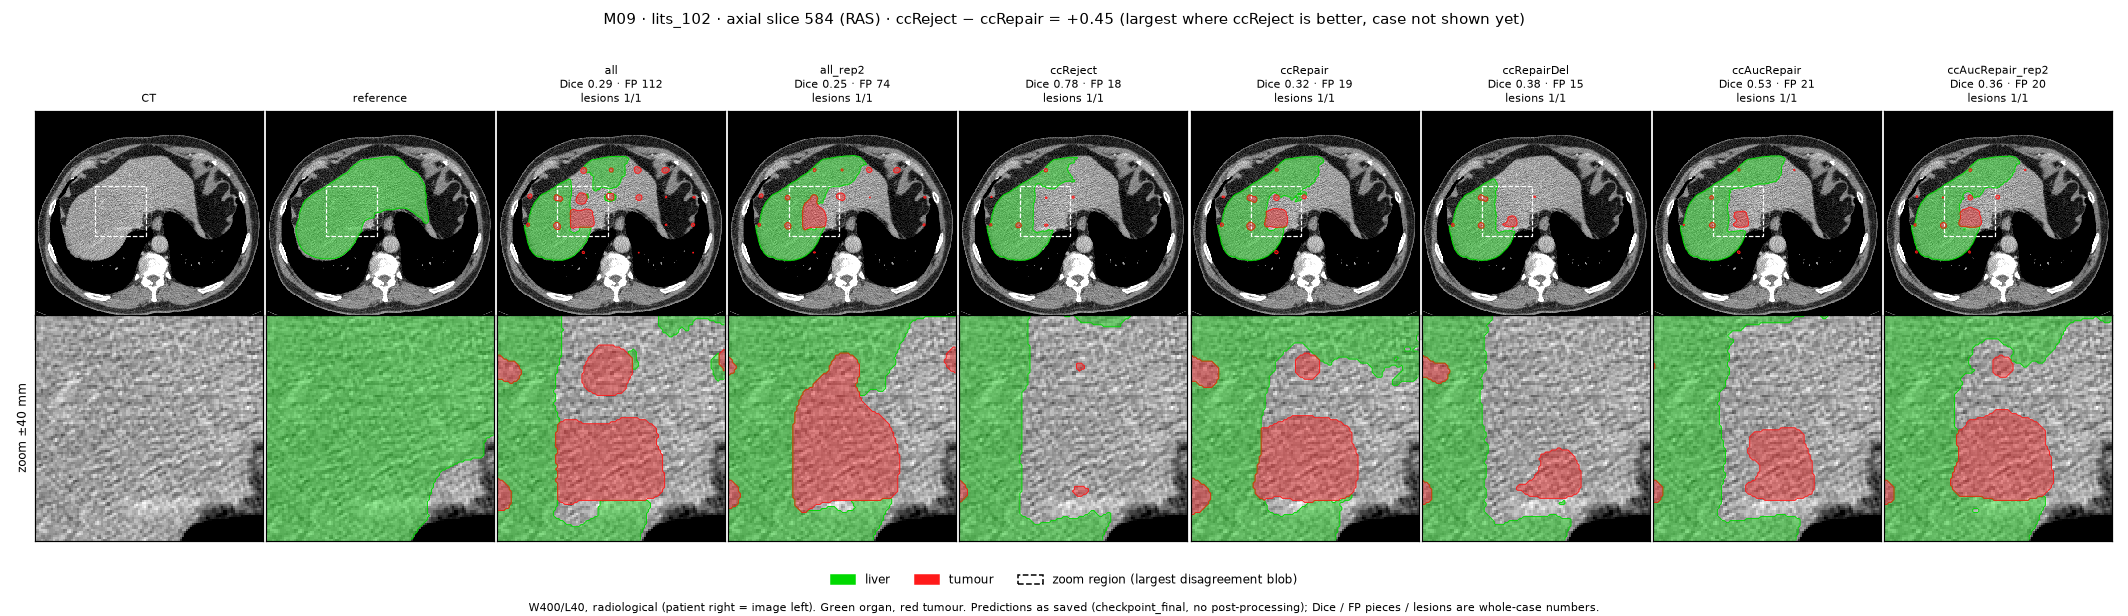 M09 · lits_102 · axial slice 584 (RAS) · ccReject − ccRepair = +0.45 (largest where ccReject is better, case not shown yet)
CT
reference
all
Dice 0.29 · FP 112
lesions 1/1
all_rep2
Dice 0.25 · FP 74
lesions 1/1
ccReject
Dice 0.78 · FP 18
lesions 1/1
ccRepair
Dice 0.32 · FP 19
lesions 1/1
ccRepairDel
Dice 0.38 · FP 15
lesions 1/1
ccAucRepair
Dice 0.53 · FP 21
lesions 1/1
ccAucRepair_rep2
Dice 0.36 · FP 20
lesions 1/1
zoom ±40 mm
liver
tumour
zoom region (largest disagreement blob)
W400/L40, radiological (patient right = image left). Green organ, red tumour. Predictions as saved (checkpoint_final, no post-processing); Dice / FP pieces / lesions are whole-case numbers.